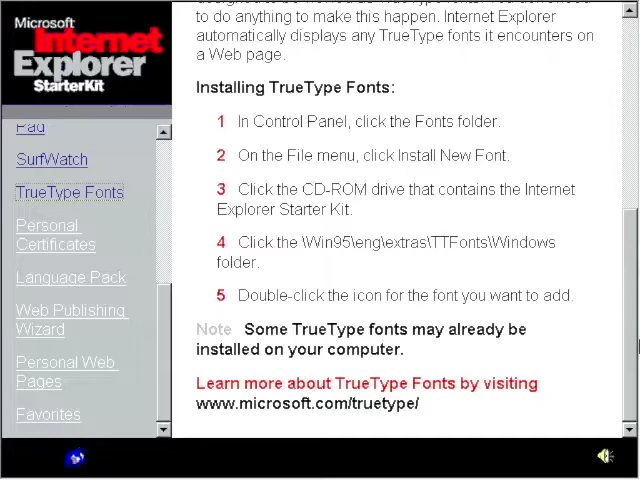 Microsoft
Internet
Explorer
StarterKit
Pad
SurfWatch
TrueType Fonts
Personal
Certificates
Language Pack
Web Publishing
Wizard
Personal Web
Pages
Favorites
to do anything to make this happen. Internet Explorer
automatically displays any TrueType fonts it encounters on
a Web page.
Installing TrueType Fonts:
1 In Control Panel, click the Fonts folder.
2 On the File menu, click Install New Font.
3 Click the CD-ROM drive that contains the Internet
Explorer Starter Kit.
4 Click the \Win95\eng\extras\TTFonts\Windows
folder.
5 Double-click the icon for the font you want to add.
Note Some TrueType fonts may already be
installed on your computer.
Learn more about TrueType Fonts by visiting
www.microsoft.com/truetype/